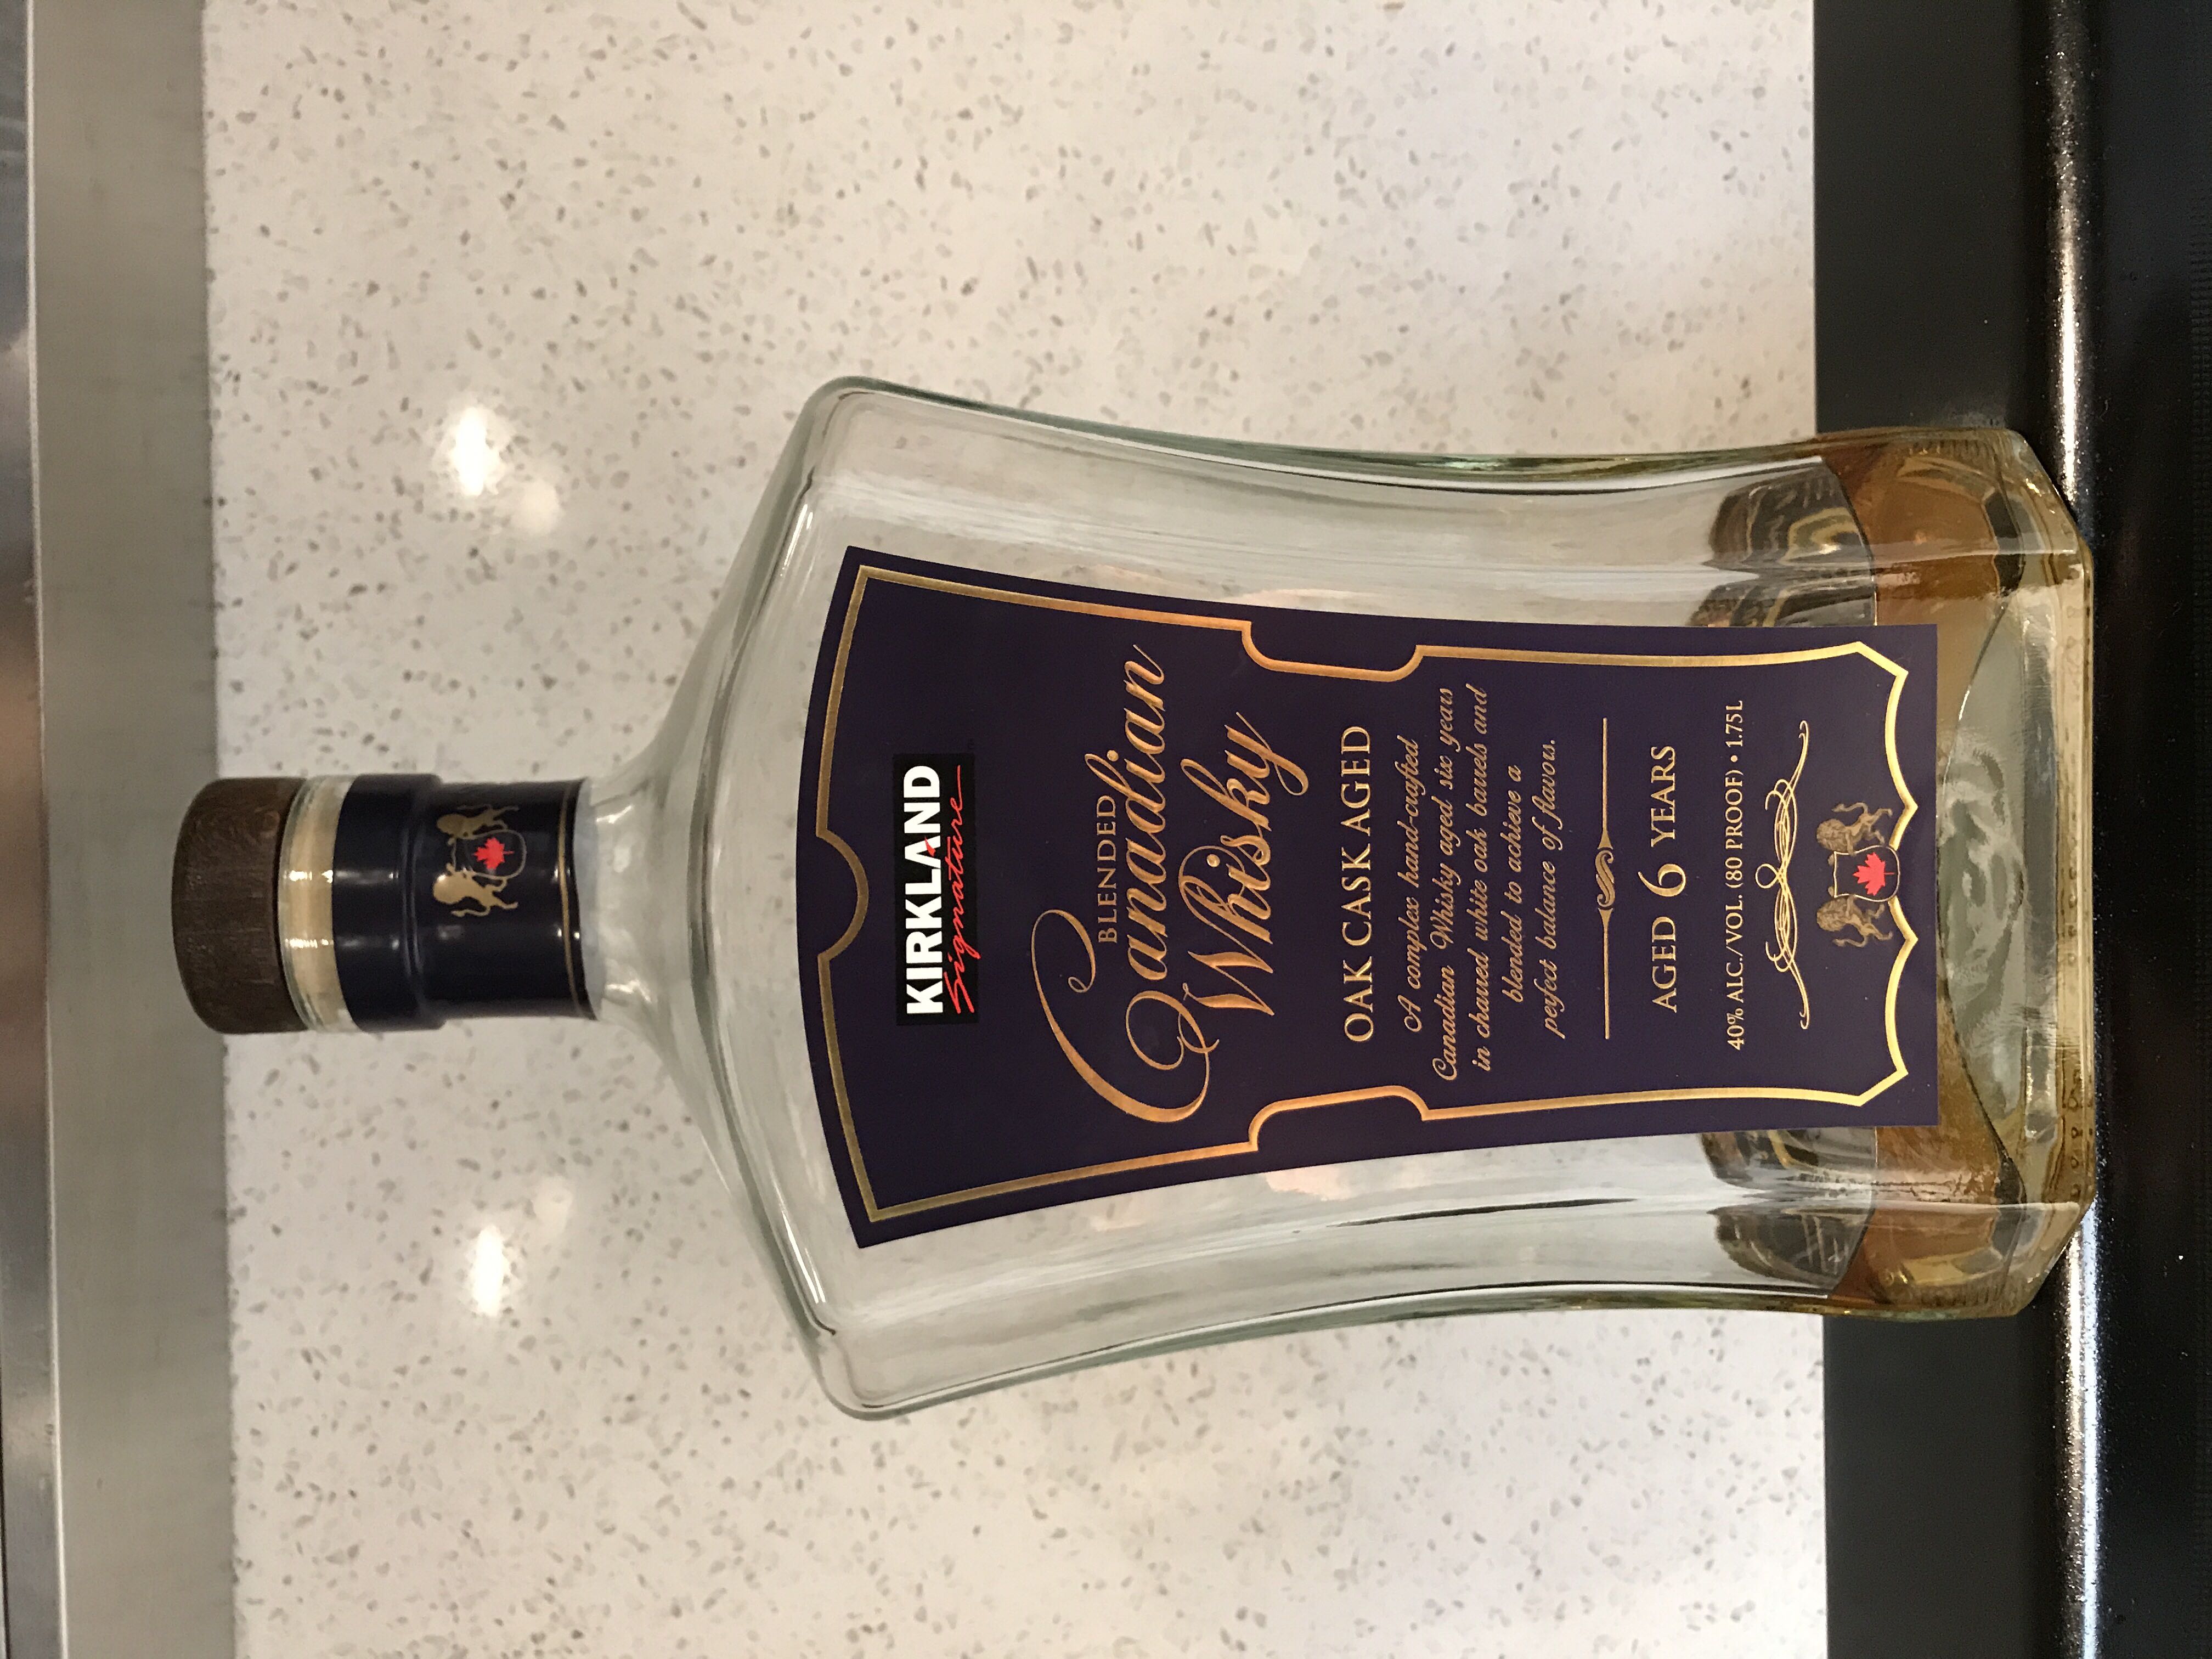 KIRKLAND
Signature
BLENDED
Canadian
Whisky
OAK CASK AGED
A complex hand-crafted
Canadian Whisky aged six years
in charred white oak barrels and
blended to achieve a
perfect balance of flavors.
AGED 6 YEARS
40% ALC./VOL. (80 PROOF) • 1.75L